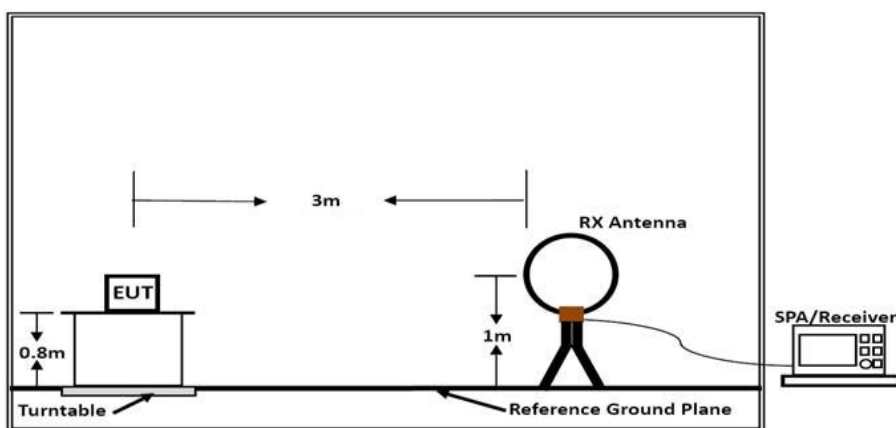 3m
RX Antenna
EUT
0.8m
1m
SPA/Receiver
Turntable
Reference Ground Plane